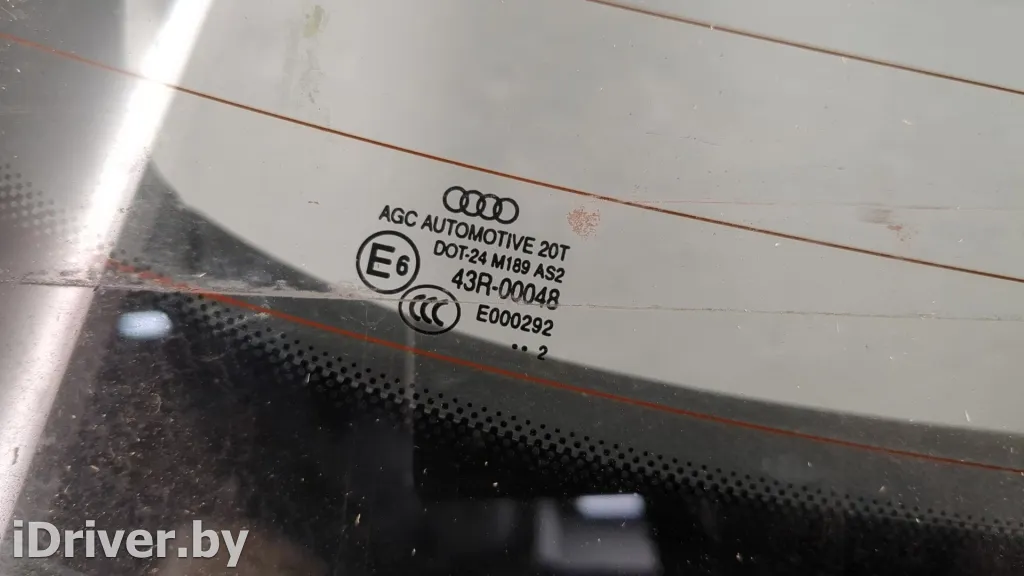 AGC AUTOMOTIVE 20T
DOT-24 M189 AS2
E6
43R-00048
CCC
E000292
.. 2
iDriver.by